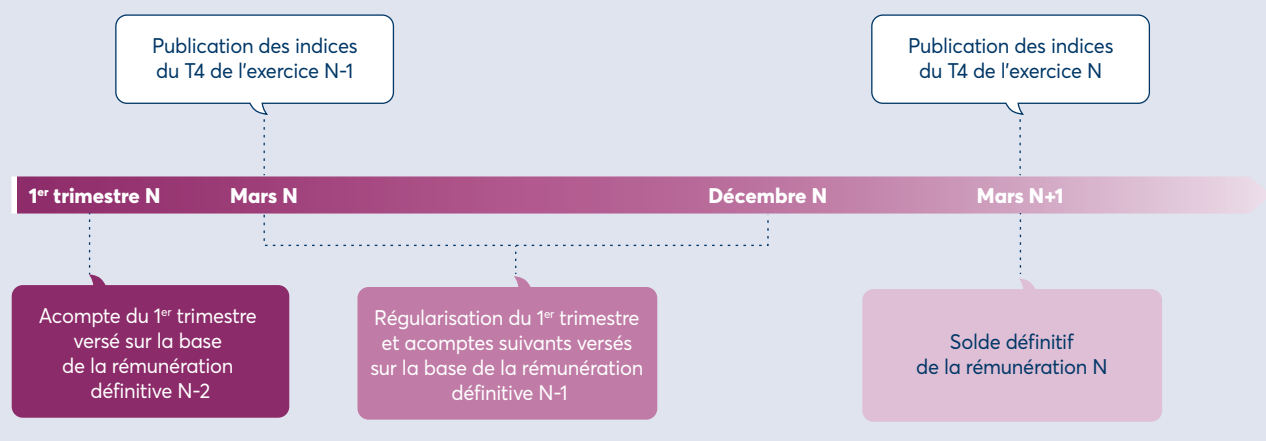 Publication des indices
du T4 de l'exercice N-1
Publication des indices
du T4 de l'exercice N
1er trimestre N
Mars N
Décembre N
Mars N+1
Acompte du 1er trimestre
versé sur la base
de la rémunération
définitive N-2
Régularisation du 1er trimestre
et acomptes suivants versés
sur la base de la rémunération
définitive N-1
Solde définitif
de la rémunération N